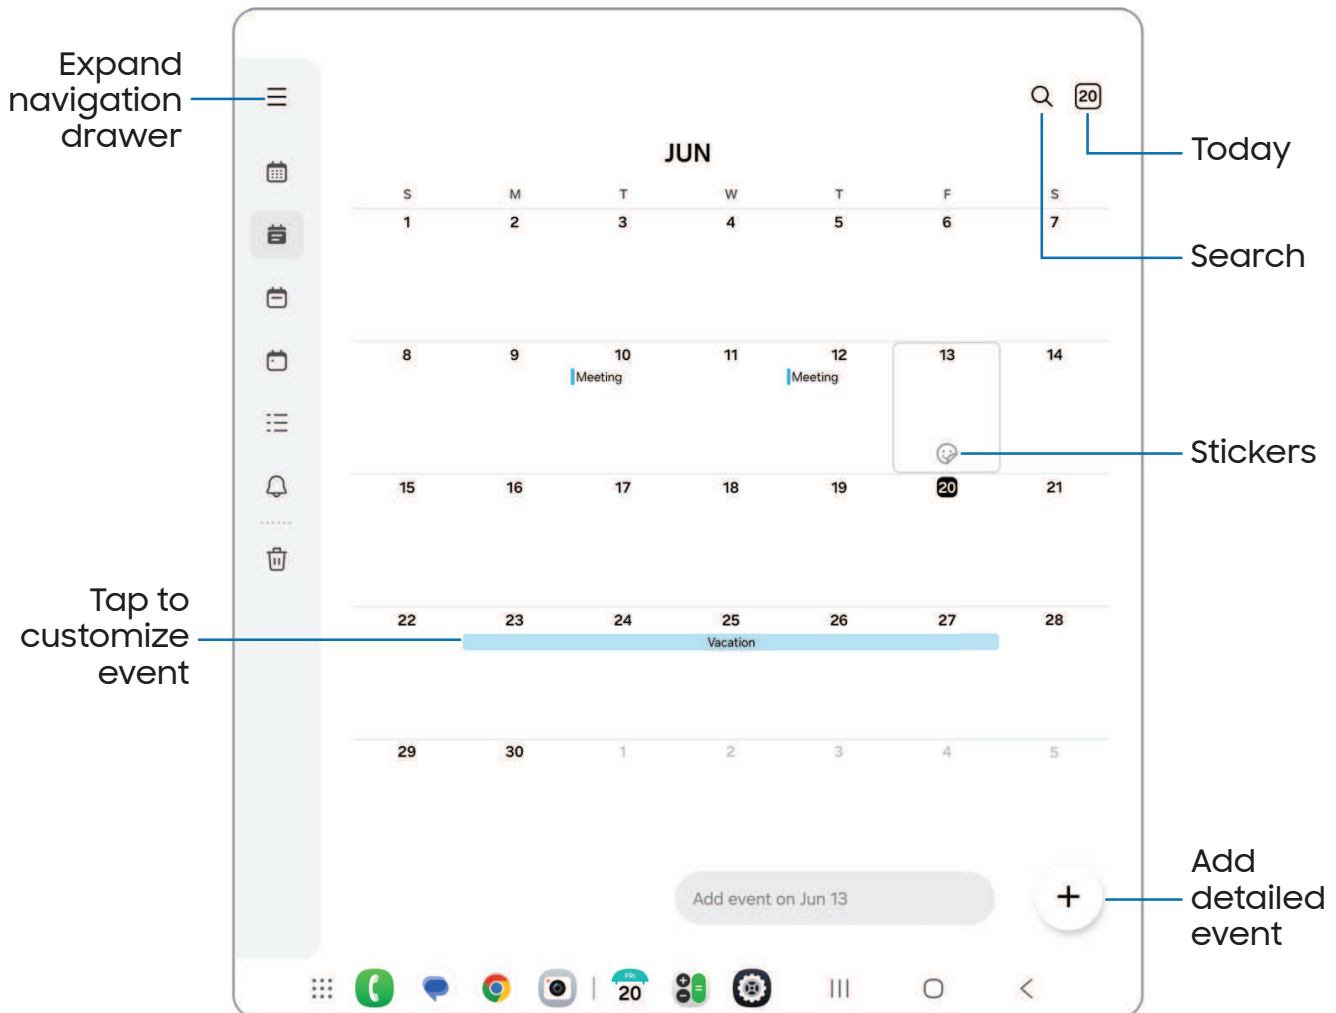 Expand
navigation
drawer
20
Today
JUN
S M T W T F S
Search
1 2 3 4 5 6 7
8 9 10 11 12 13 14
Meeting Meeting
Stickers
15 16 17 18 19 20 21
Tap to
customize
event
22 23 24 25 26 27 28
Vacation
29 30 1 2 3 4 5
Add event on Jun 13
Add
detailed
event
FRI
20